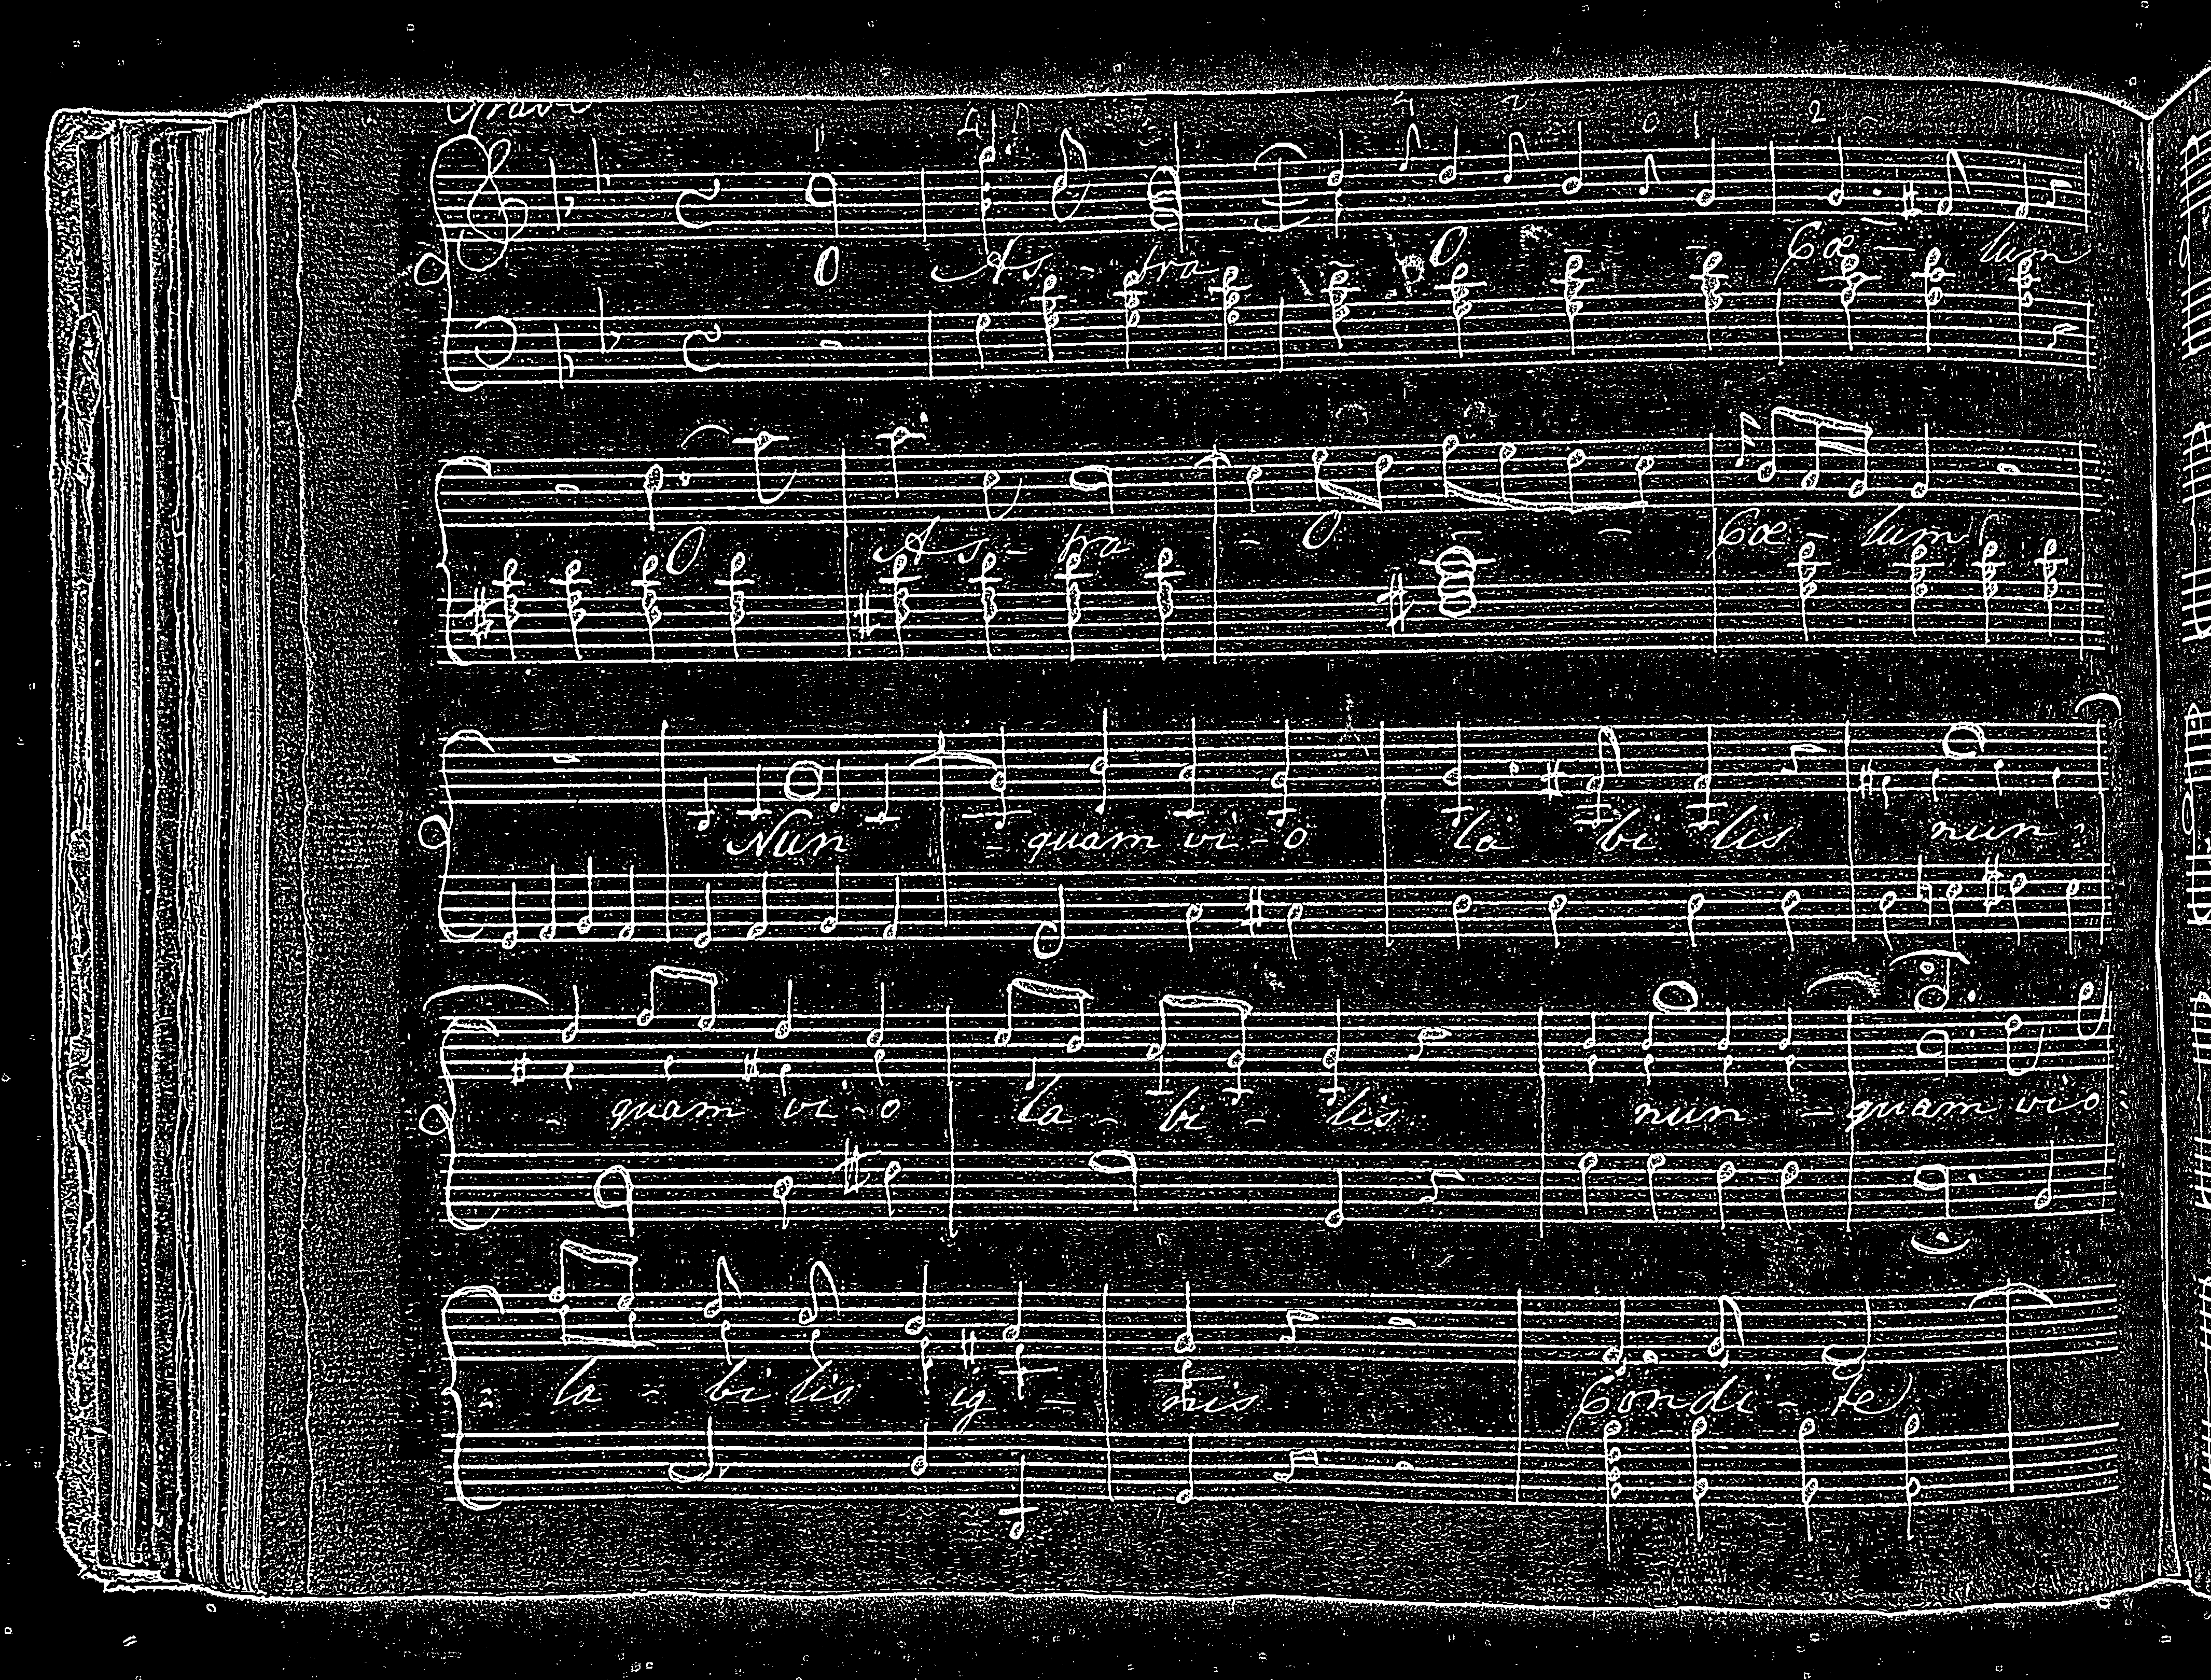 Grave
O As - tra - O - - - Cœ - lum
O As - tra - O - - Cœ - lum
Nun - quam vi - o la bi lis nun -
- quam vi - o la - bi - lis nun - quam vio
- la - bi lis ig - nis Condi - te